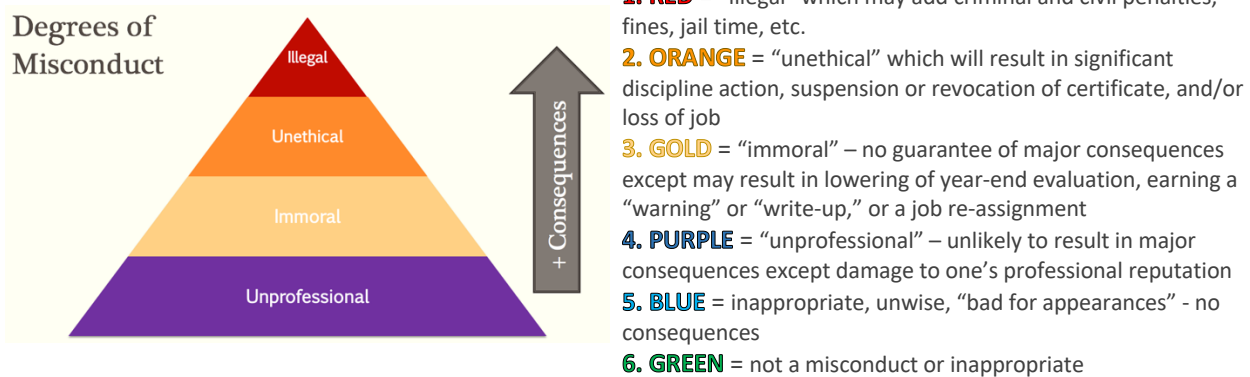 Degrees of
Misconduct
Illegal
Unethical
Immoral
Unprofessional
+ Consequences
1. RED = "illegal" which may add criminal and civil penalties,
fines, jail time, etc.
2. ORANGE = “unethical” which will result in significant
discipline action, suspension or revocation of certificate, and/or
loss of job
3. GOLD = “immoral” – no guarantee of major consequences
except may result in lowering of year-end evaluation, earning a
“warning” or “write-up,” or a job re-assignment
4. PURPLE = “unprofessional” – unlikely to result in major
consequences except damage to one’s professional reputation
5. BLUE = inappropriate, unwise, “bad for appearances” - no
consequences
6. GREEN = not a misconduct or inappropriate